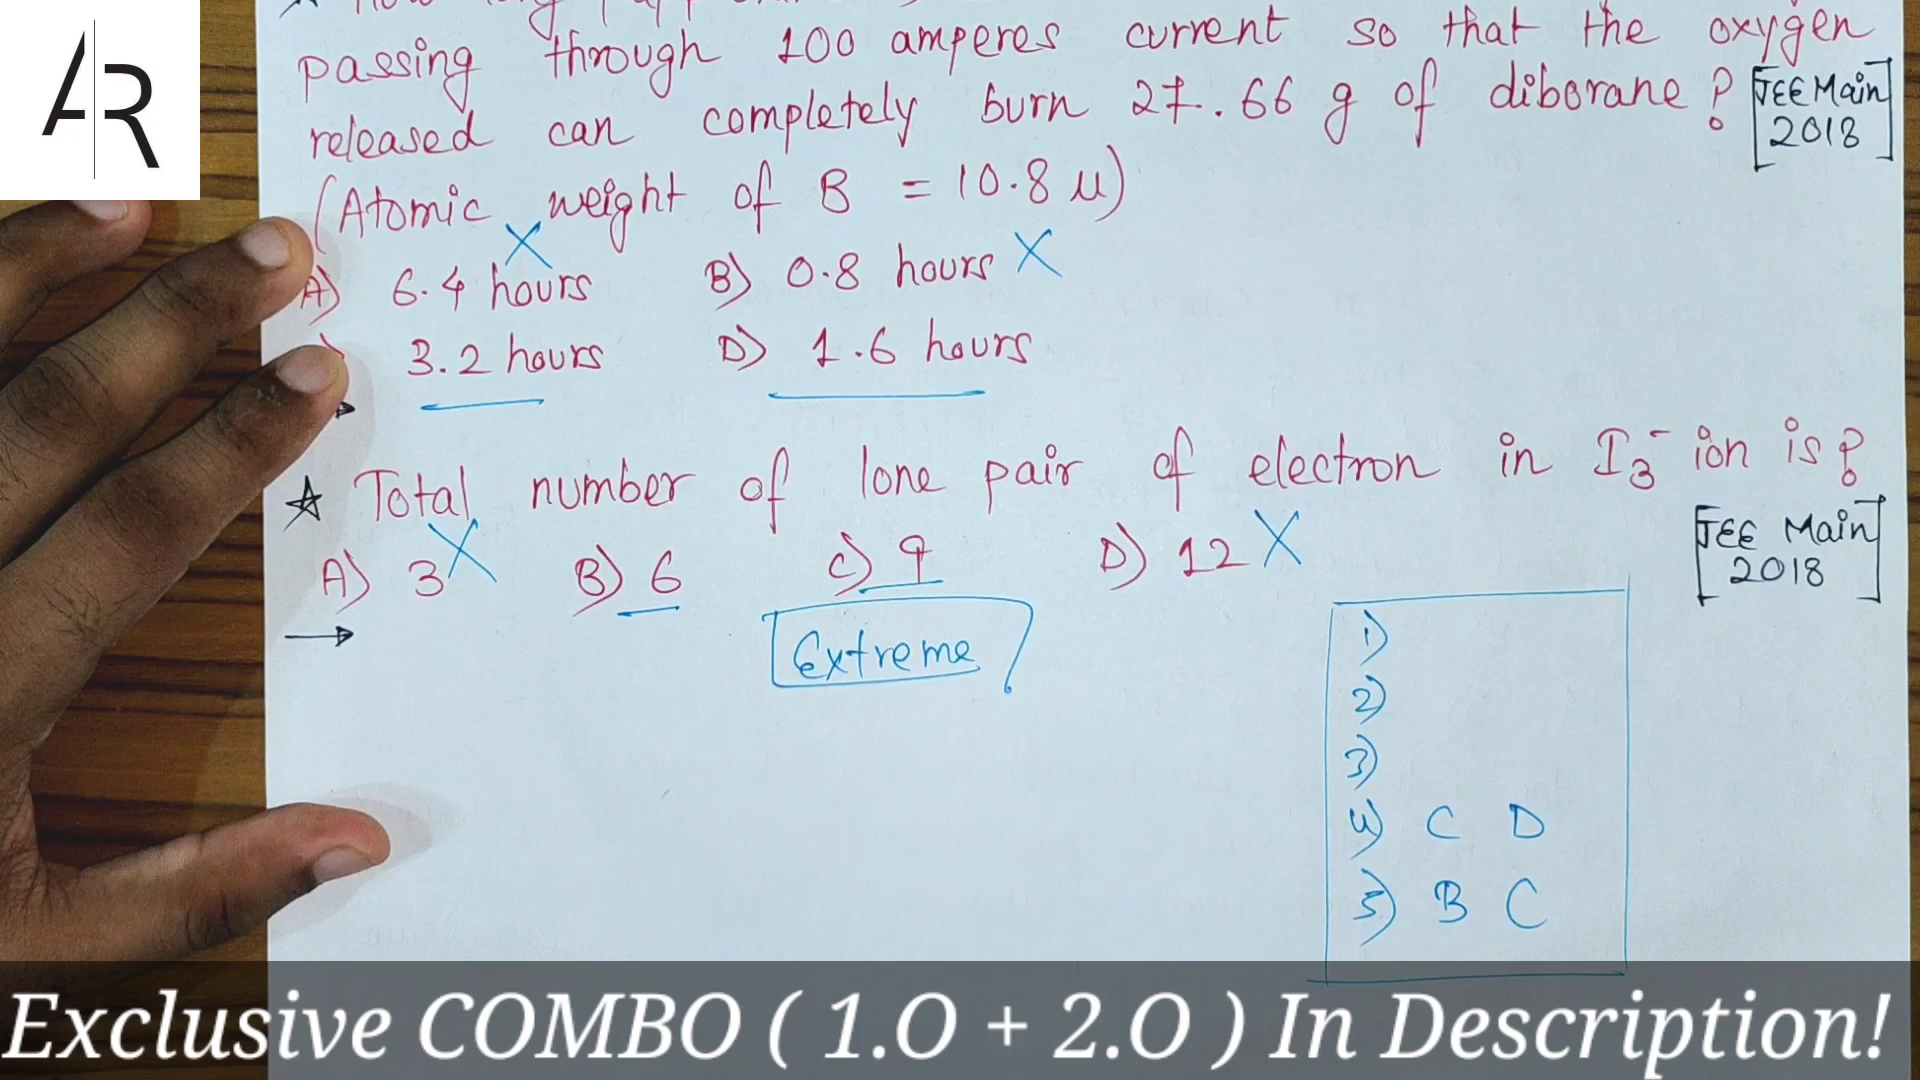 AR
passing through 100 amperes current so that the oxygen
released can completely burn 27.66 g of diborane? [JEE Main 2018]
(Atomic weight of B = 10.8 u)
A) 6.4 hours X B) 0.8 hours X
) 3.2 hours D) 1.6 hours
☆ Total number of lone pair of electron in I3⁻ ion is?
[JEE Main 2018]
A) 3 X B) 6 C) 9 D) 12 X
→ Extreme
1)
2)
3)
4) C D
5) B C
Exclusive COMBO ( 1.O + 2.O ) In Description!